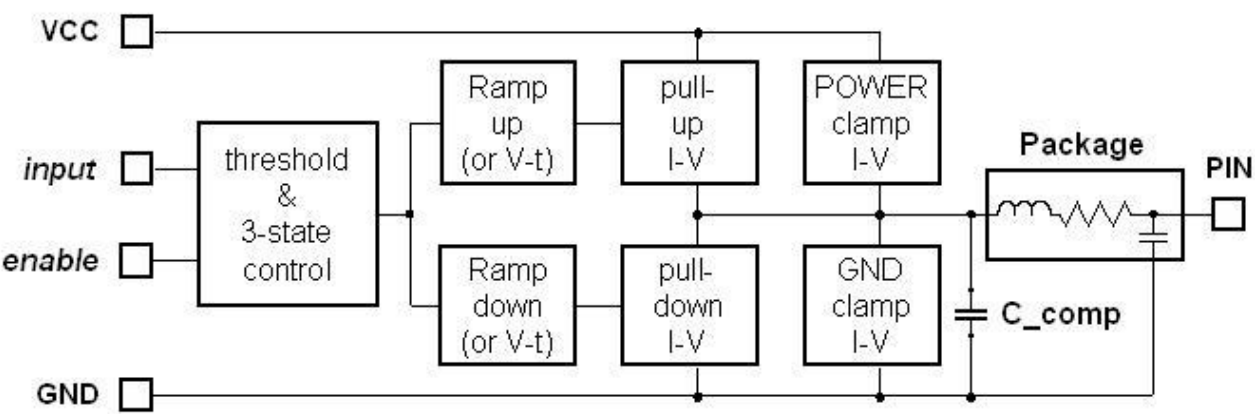 VCC
input
enable
GND
threshold
&
3-state
control
Ramp
up
(or V-t)
Ramp
down
(or V-t)
pull-
up
I-V
pull-
down
I-V
POWER
clamp
I-V
GND
clamp
I-V
C_comp
Package
PIN